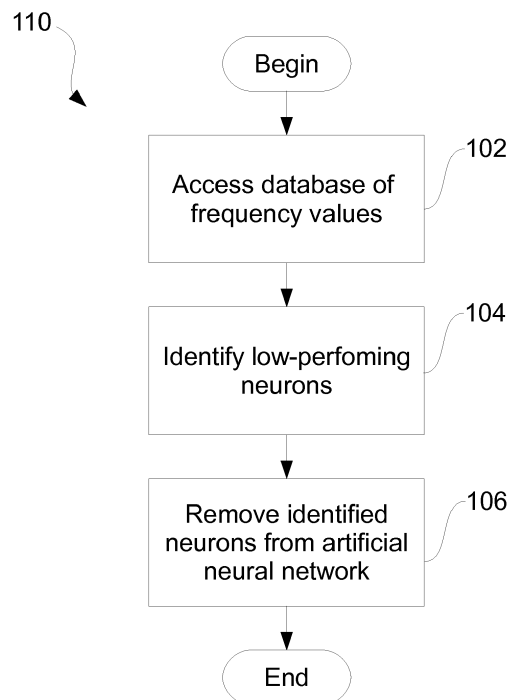 110
Begin
102
Access database of
frequency values
104
Identify low-perfoming
neurons
106
Remove identified
neurons from artificial
neural network
End